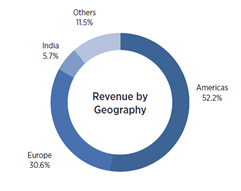 Others
11.5%
India
5.7%
Revenue by
Geography
Americas
52.2%
Europe
30.6%